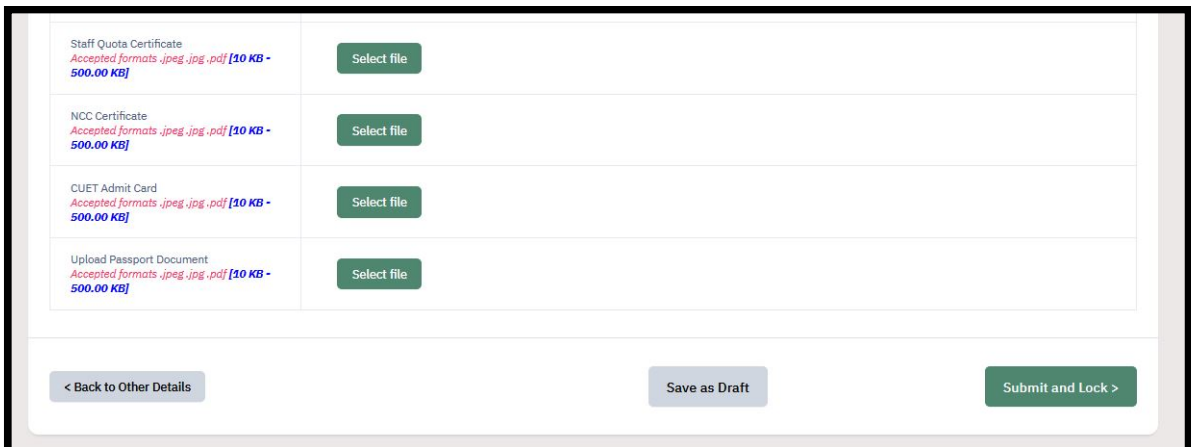 Staff Quota Certificate
Accepted formats .jpeg .jpg .pdf [10 KB -
500.00 KB]
Select file
NCC Certificate
Accepted formats .jpeg .jpg .pdf [10 KB -
500.00 KB]
Select file
CUET Admit Card
Accepted formats .jpeg .jpg .pdf [10 KB -
500.00 KB]
Select file
Upload Passport Document
Accepted formats .jpeg .jpg .pdf [10 KB -
500.00 KB]
Select file
< Back to Other Details
Save as Draft
Submit and Lock >